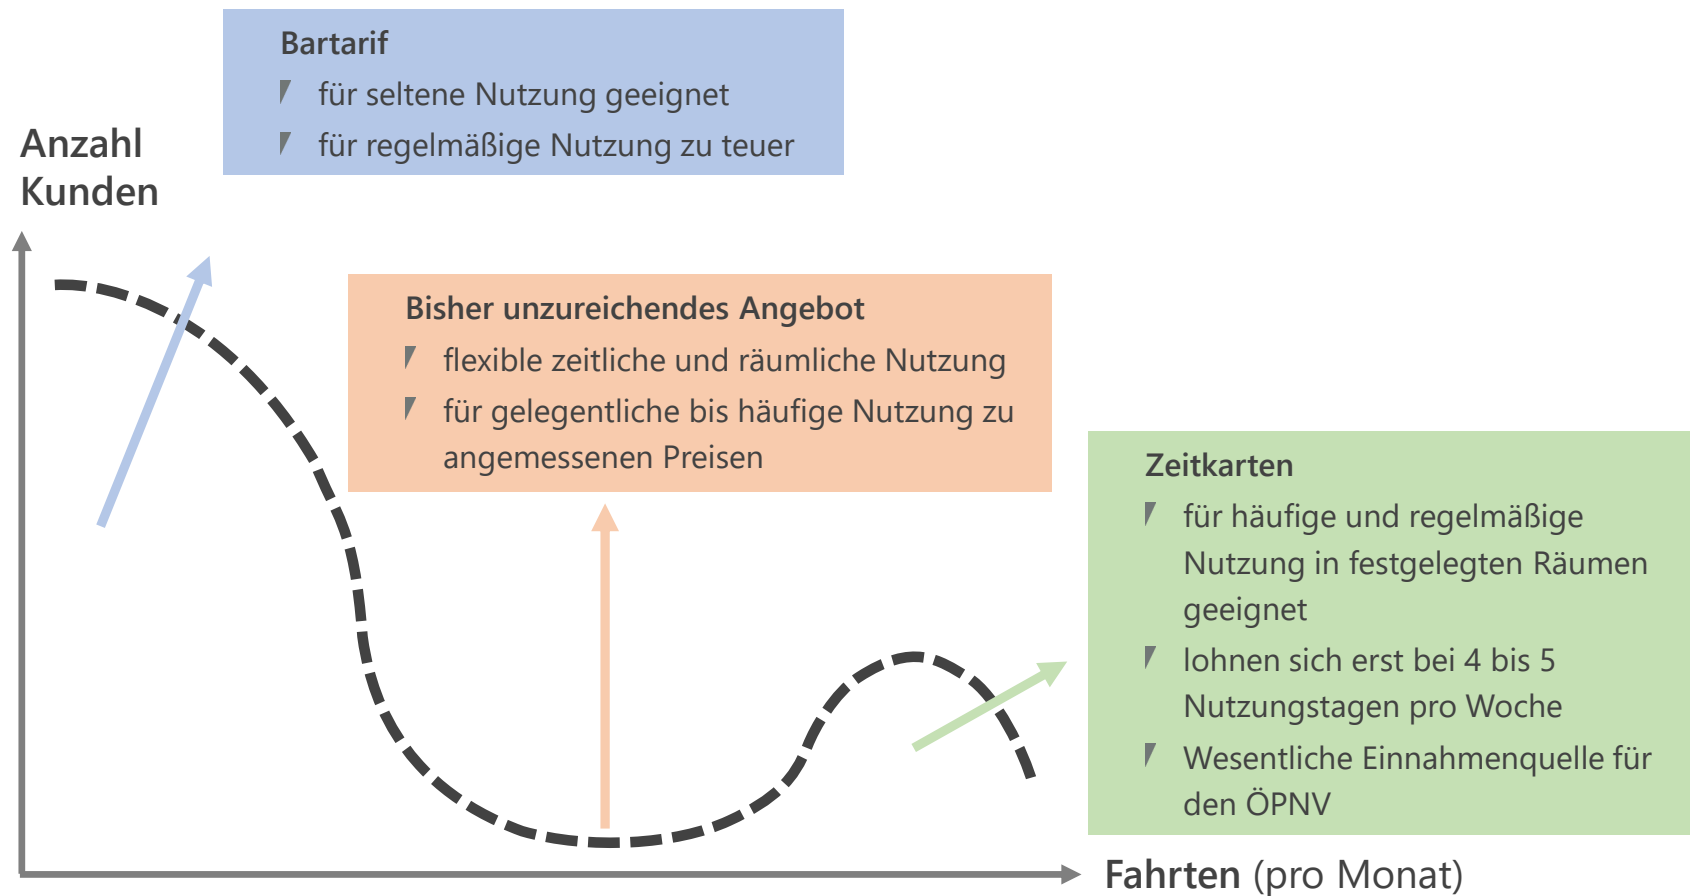 Bartarif
für seltene Nutzung geeignet
für regelmäßige Nutzung zu teuer
Anzahl
Kunden
Bisher unzureichendes Angebot
flexible zeitliche und räumliche Nutzung
für gelegentliche bis häufige Nutzung zu
angemessenen Preisen
Zeitkarten
für häufige und regelmäßige
Nutzung in festgelegten Räumen
geeignet
lohnen sich erst bei 4 bis 5
Nutzungstagen pro Woche
Wesentliche Einnahmenquelle für
den ÖPNV
Fahrten (pro Monat)